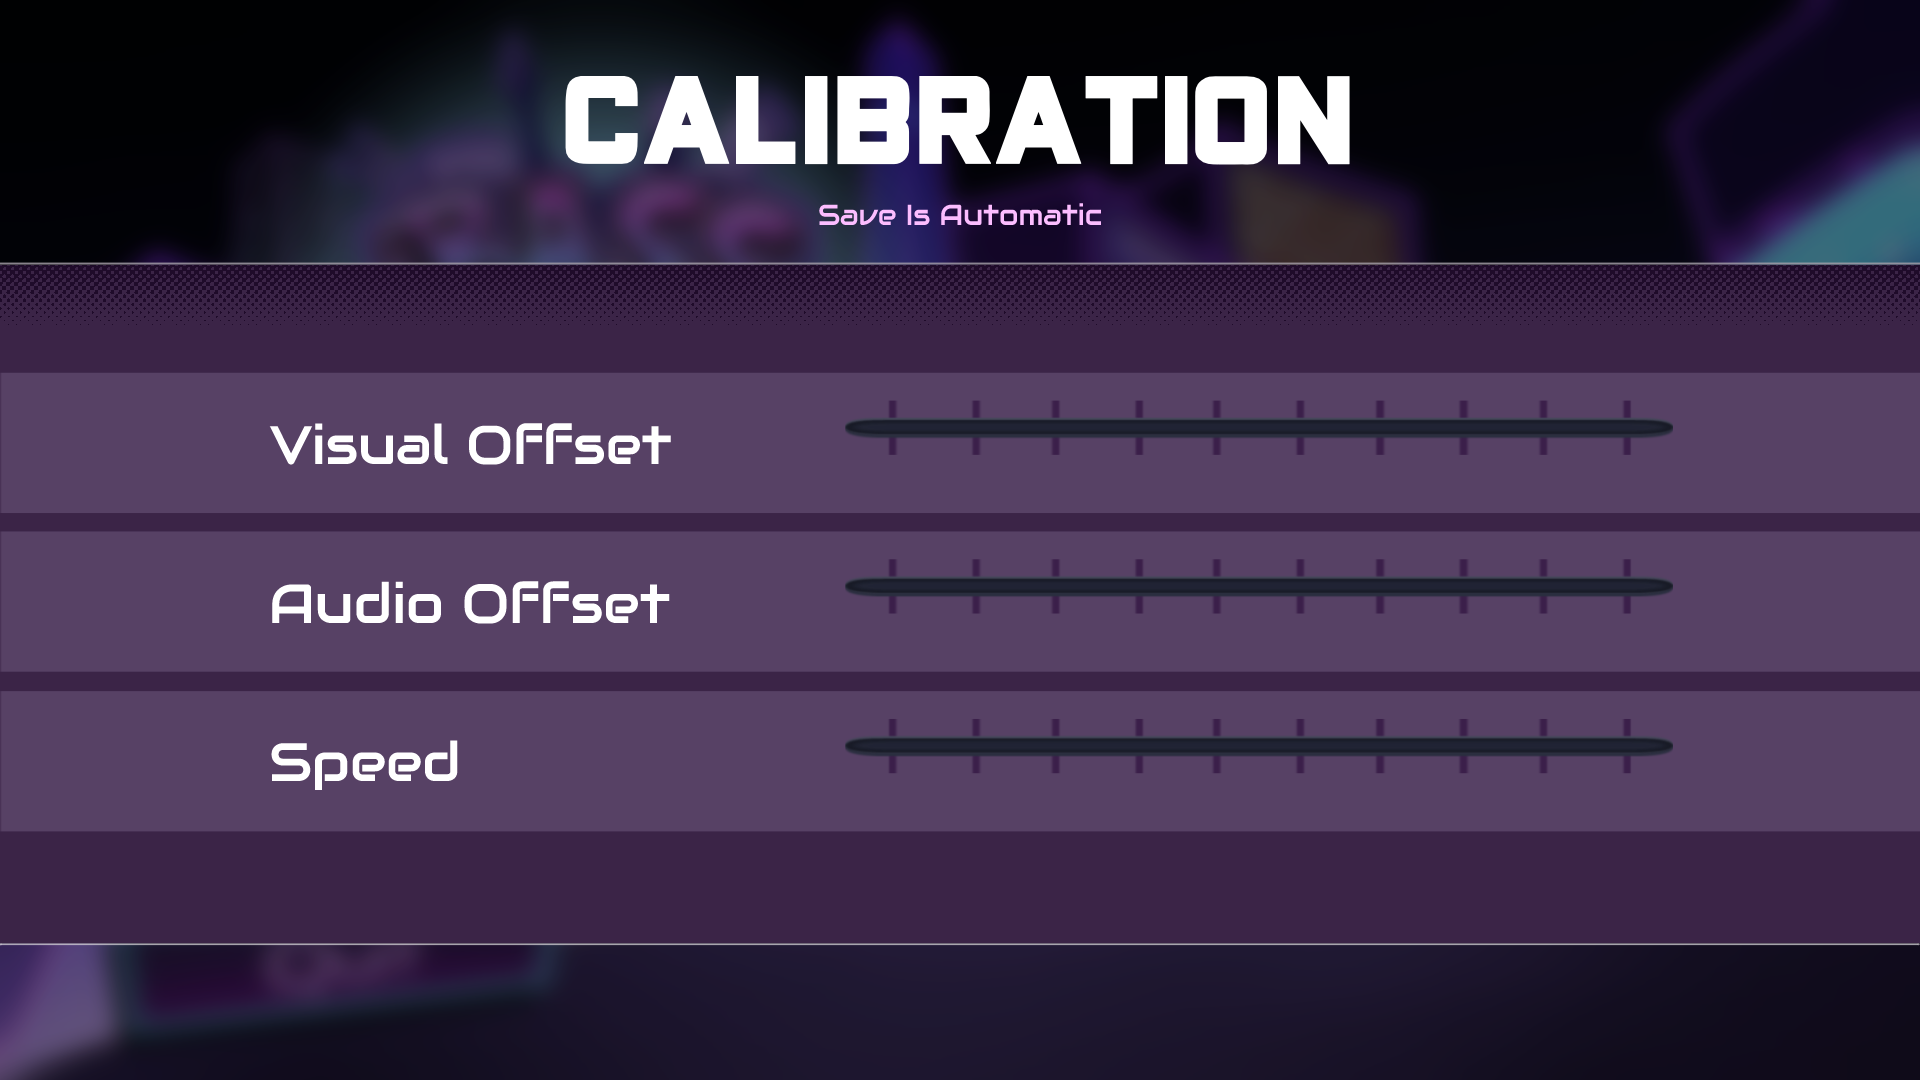 CALIBRATION
Save Is Automatic
Visual Offset
Audio Offset
Speed